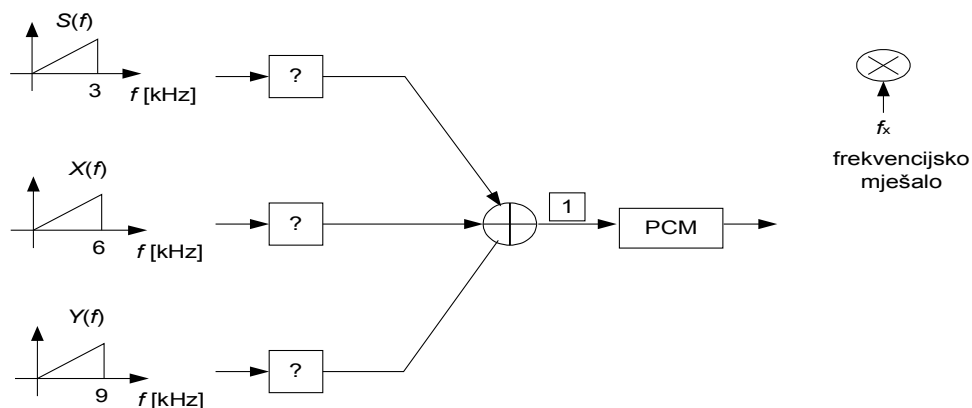 S(f)
3
f [kHz]
?
X(f)
6
f [kHz]
?
1
PCM
Y(f)
9
f [kHz]
?
fx
frekvencijsko
mješalo